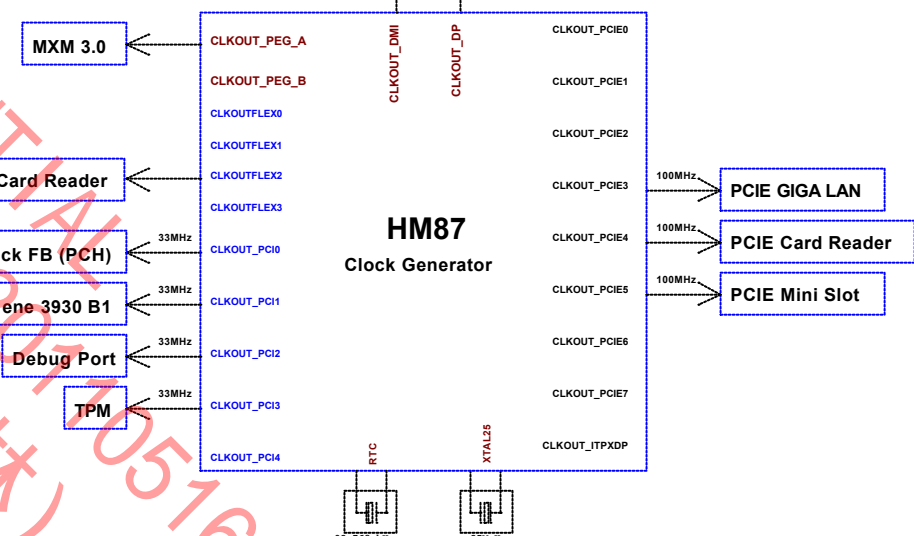 MXM 3.0
CLKOUT_PEG_A
CLKOUT_PEG_B
CLKOUT_DMI
CLKOUT_DP
CLKOUT_PCIE0
CLKOUT_PCIE1
CLKOUTFLEX0
CLKOUTFLEX1
CLKOUT_PCIE2
Card Reader
CLKOUTFLEX2
CLKOUTFLEX3
CLKOUT_PCIE3
100MHz
PCIE GIGA LAN
HM87
Clock Generator
ck FB (PCH)
33MHz
CLKOUT_PCI0
CLKOUT_PCIE4
100MHz
PCIE Card Reader
ene 3930 B1
33MHz
CLKOUT_PCI1
CLKOUT_PCIE5
100MHz
PCIE Mini Slot
Debug Port
33MHz
CLKOUT_PCI2
CLKOUT_PCIE6
TPM
33MHz
CLKOUT_PCI3
CLKOUT_PCIE7
CLKOUT_PCI4
RTC
XTAL25
CLKOUT_ITPXDP